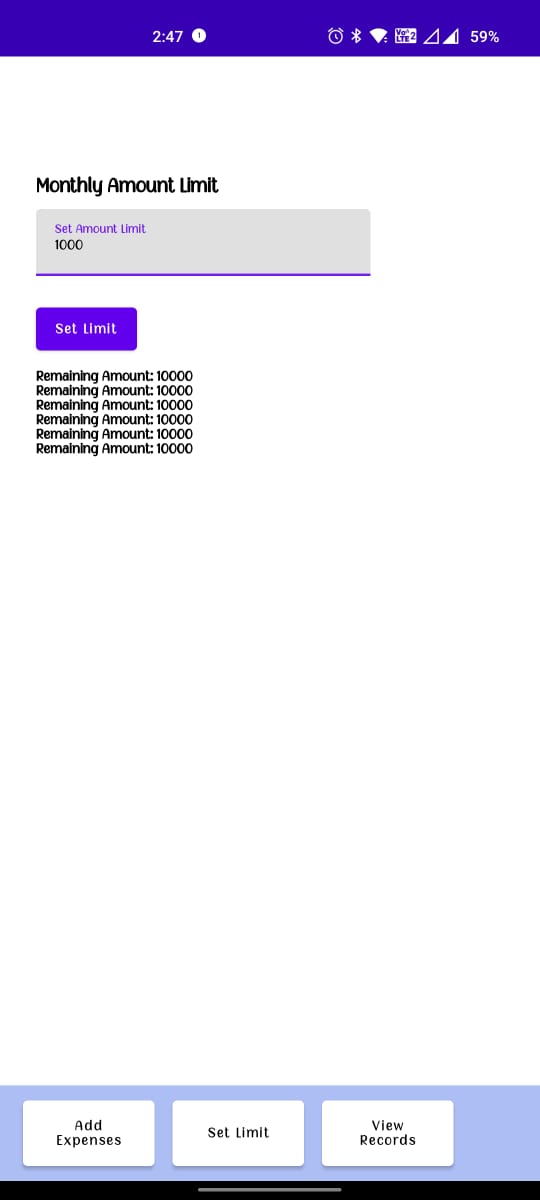 2:47
59%
Monthly Amount Limit
Set Amount Limit
1000
Set Limit
Remaining Amount: 10000
Remaining Amount: 10000
Remaining Amount: 10000
Remaining Amount: 10000
Remaining Amount: 10000
Remaining Amount: 10000
Add
Expenses
Set Limit
View
Records